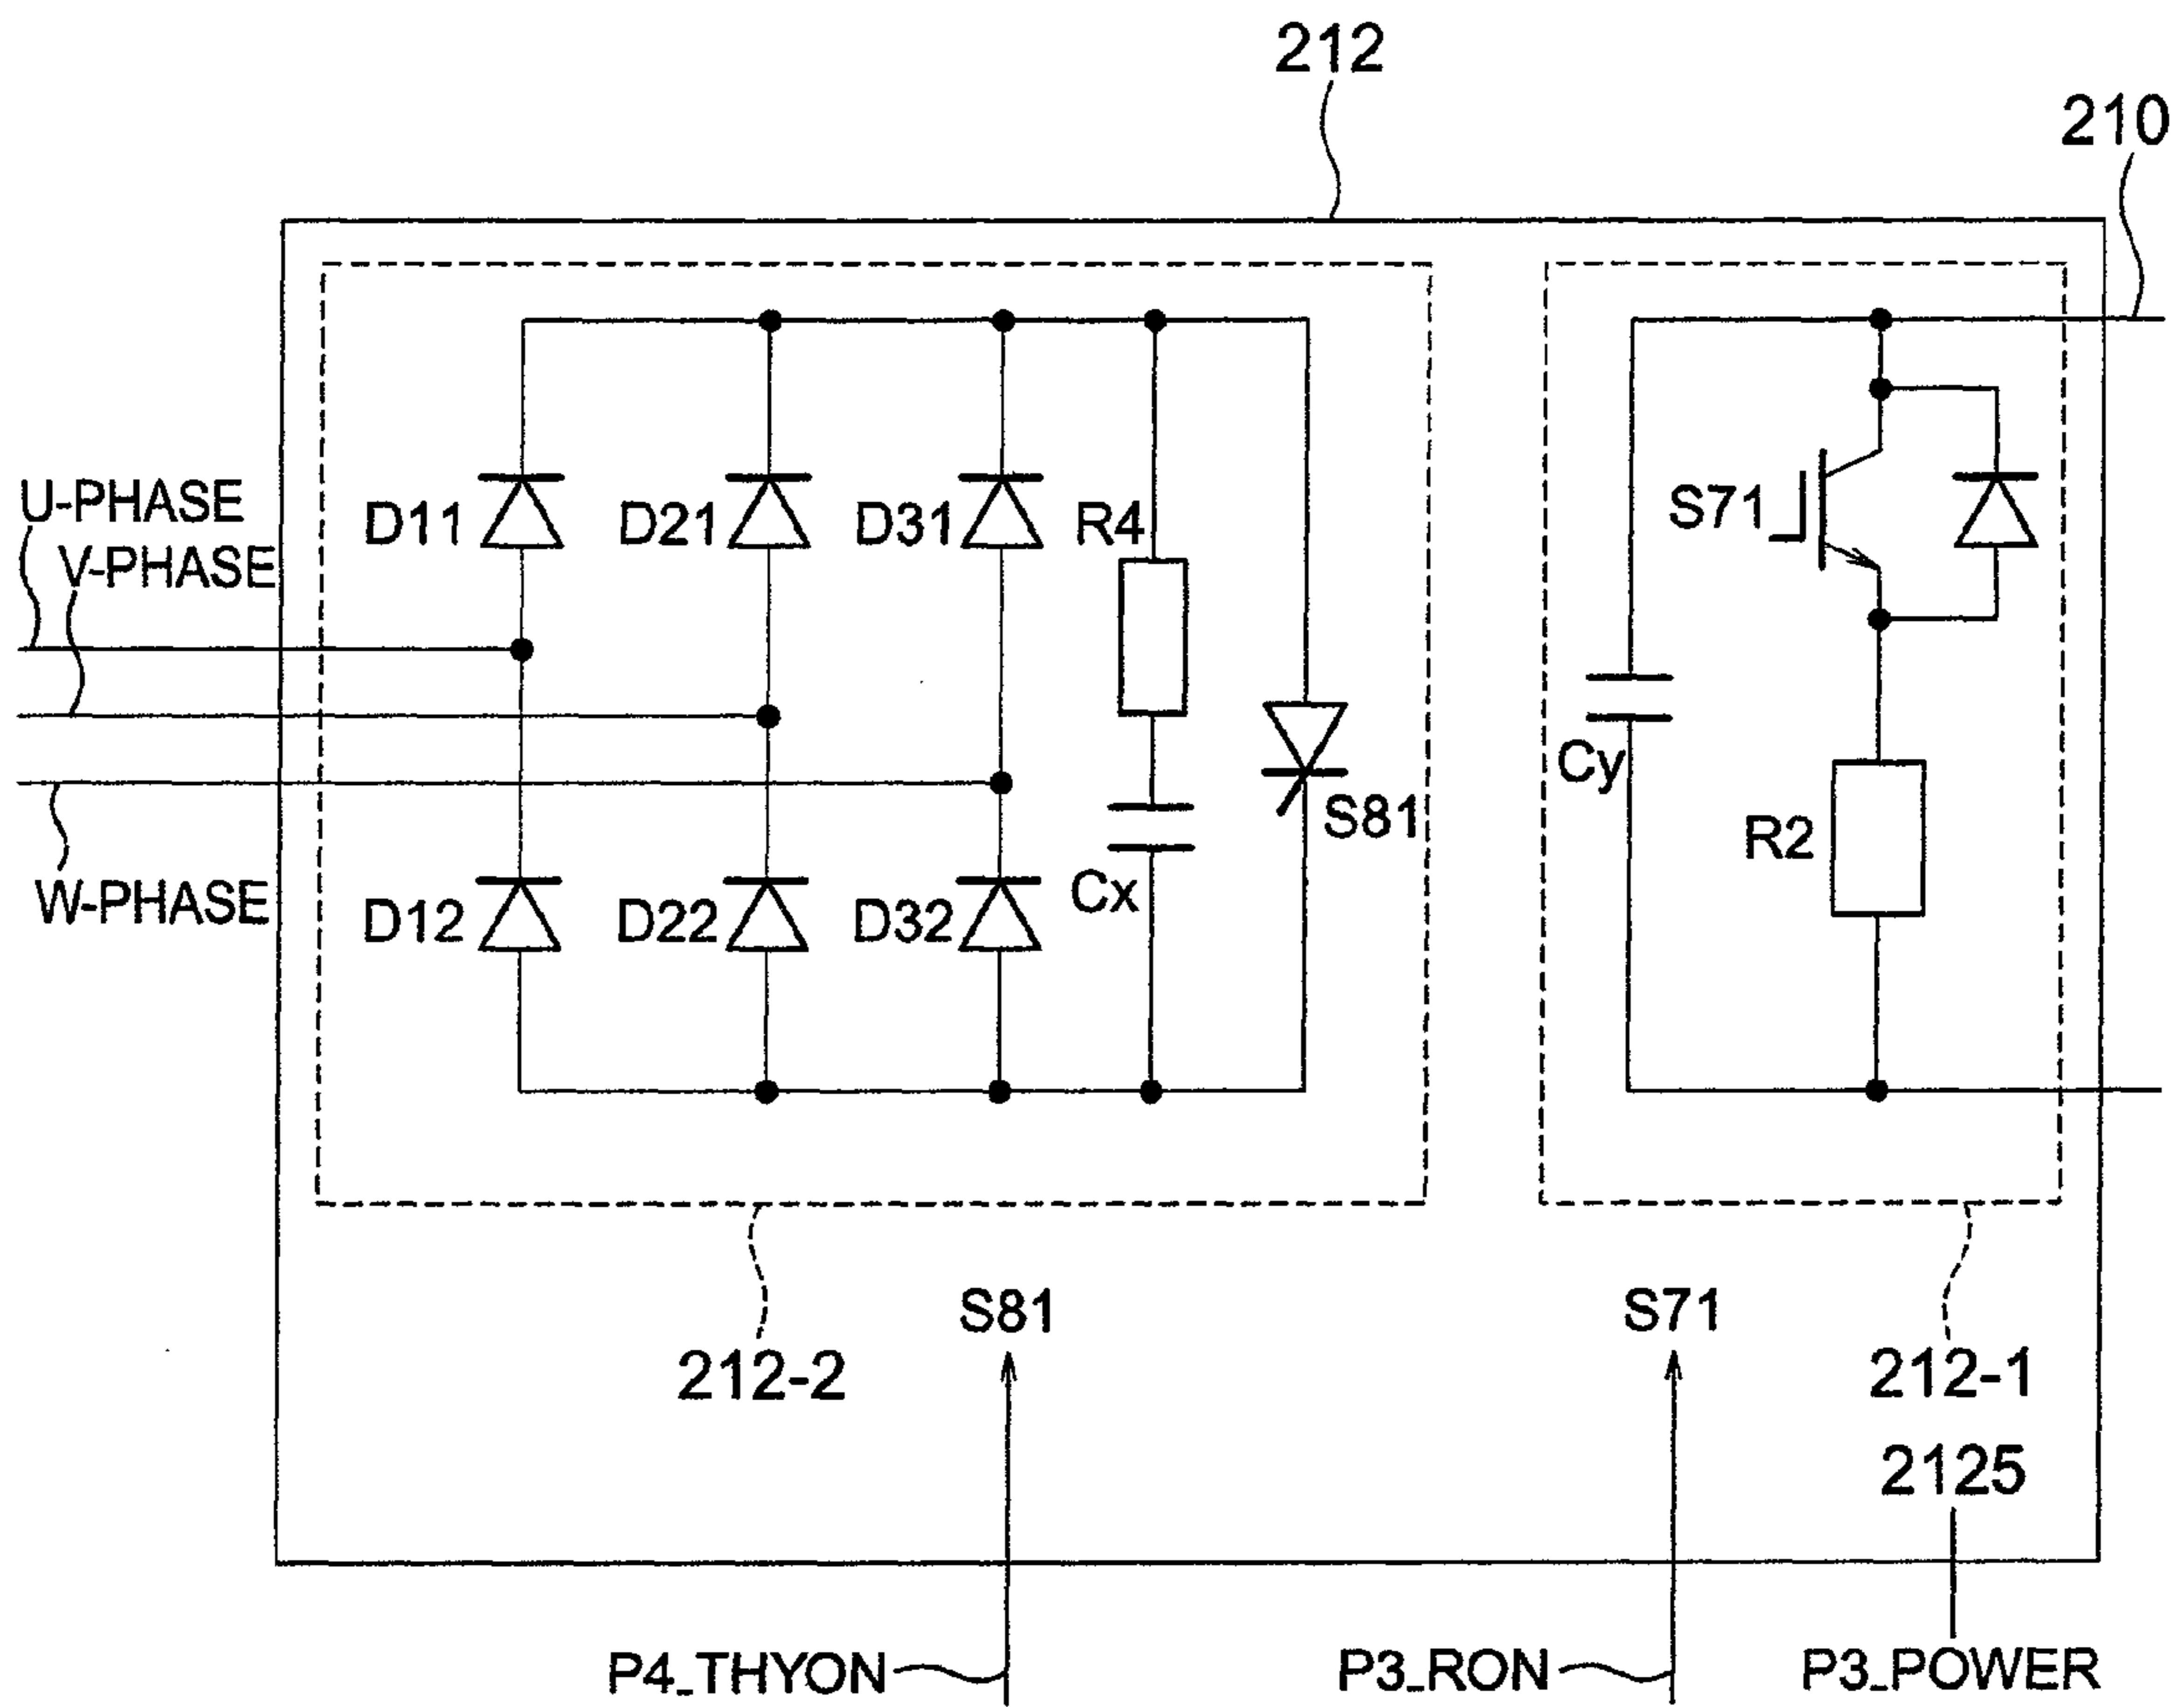 212
210
U-PHASE
V-PHASE
W-PHASE
D11
D21
D31
R4
S71
D12
D22
D32
Cx
S81
Cy
R2
S81
S71
212-2
212-1
2125
P4_THYON
P3_RON
P3_POWER